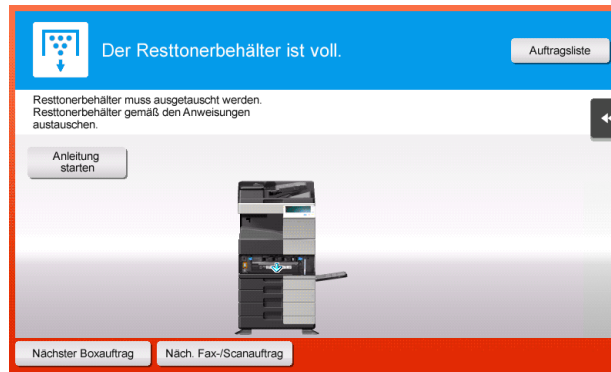 Der Resttonerbehälter ist voll.
Auftragsliste
Resttonerbehälter muss ausgetauscht werden.
Resttonerbehälter gemäß den Anweisungen
austauschen.
Anleitung
starten
Nächster Boxauftrag
Näch. Fax-/Scanauftrag